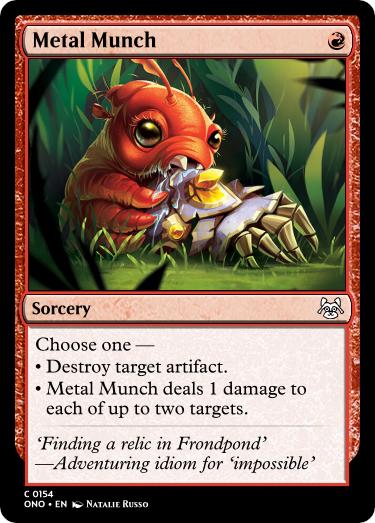 Metal Munch
Sorcery
Choose one —
• Destroy target artifact.
• Metal Munch deals 1 damage to
each of up to two targets.
‘Finding a relic in Frondpond’
—Adventuring idiom for ‘impossible’
C 0154
ONO • EN Natalie Russo